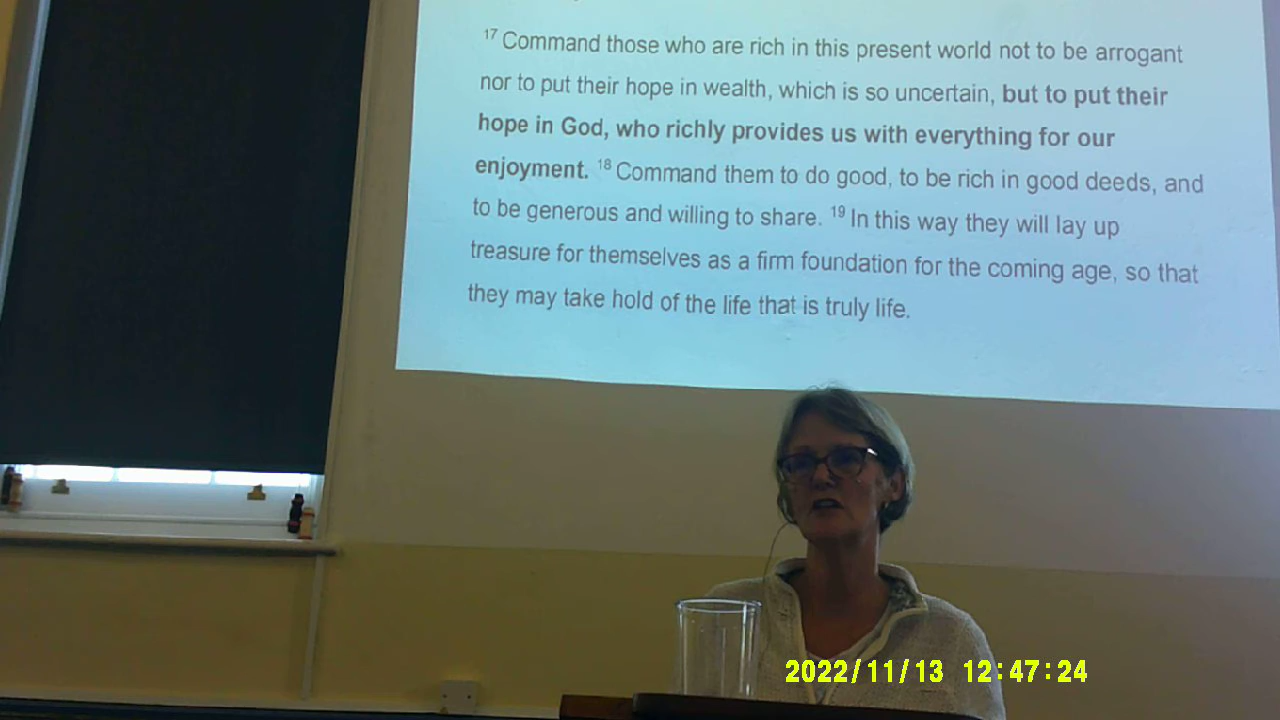 17 Command those who are rich in this present world not to be arrogant
nor to put their hope in wealth, which is so uncertain, but to put their
hope in God, who richly provides us with everything for our
enjoyment. 18 Command them to do good, to be rich in good deeds, and
to be generous and willing to share. 19 In this way they will lay up
treasure for themselves as a firm foundation for the coming age, so that
they may take hold of the life that is truly life.
2022/11/13 12:47:24